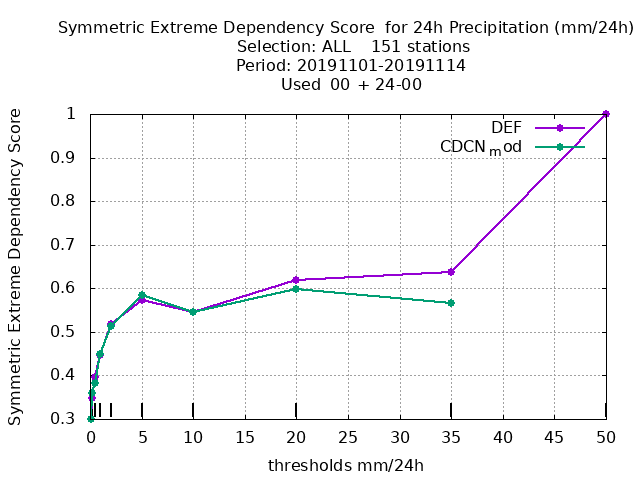 Symmetric Extreme Dependency Score  for 24h Precipitation (mm/24h)
Selection: ALL    151 stations
Period: 20191101-20191114
Used  00 + 24-00
Symmetric Extreme Dependency Score
1
0.9
0.8
0.7
0.6
0.5
0.4
0.3
DEF
CDCNmod
0 5 10 15 20 25 30 35 40 45 50
thresholds mm/24h